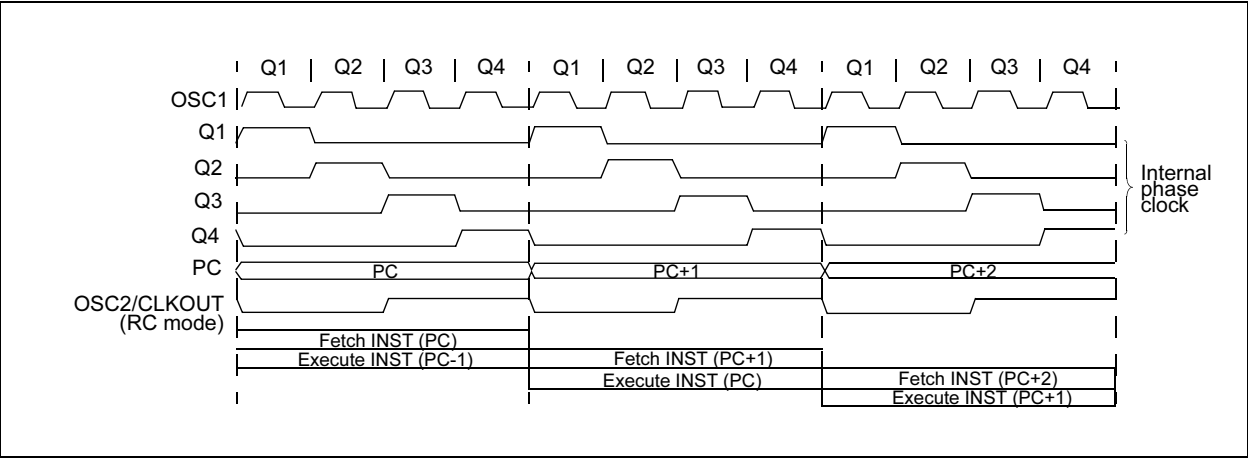 Q1 Q2 Q3 Q4 Q1 Q2 Q3 Q4 Q1 Q2 Q3 Q4
OSC1
Q1
Q2
Q3
Q4
PC
PC PC+1 PC+2
OSC2/CLKOUT
(RC mode)
Internal
phase
clock
Fetch INST (PC)
Execute INST (PC-1) Fetch INST (PC+1)
Execute INST (PC) Fetch INST (PC+2)
Execute INST (PC+1)